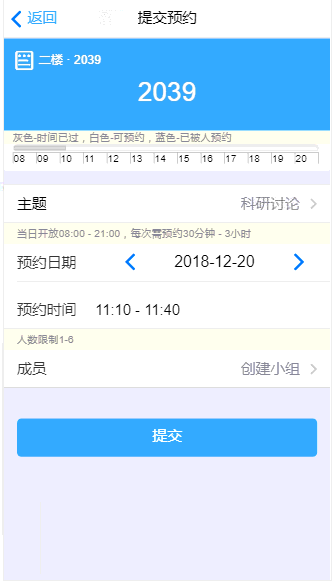 返回 提交预约
二楼 - 2039
2039
灰色-时间已过，白色-可预约，蓝色-已被人预约
08 09 10 11 12 13 14 15 16 17 18 19 20
主题 科研讨论
当日开放08:00 - 21:00，每次需预约30分钟 - 3小时
预约日期 2018-12-20
预约时间 11:10 - 11:40
人数限制1-6
成员 创建小组
提交